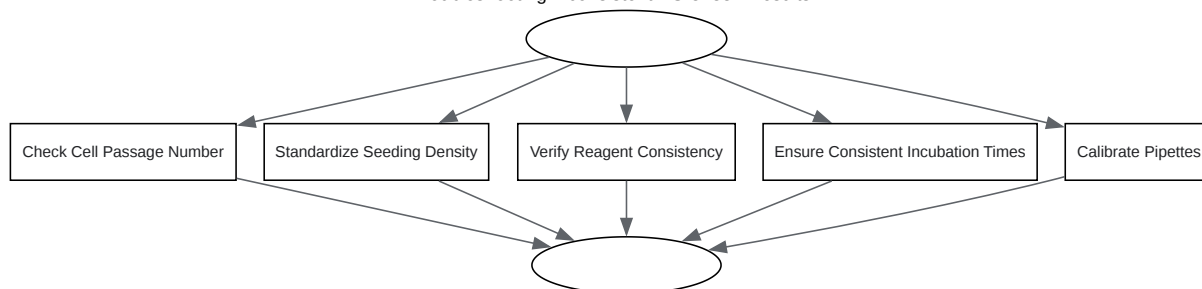 Check Cell Passage Number
Standardize Seeding Density
Verify Reagent Consistency
Ensure Consistent Incubation Times
Calibrate Pipettes